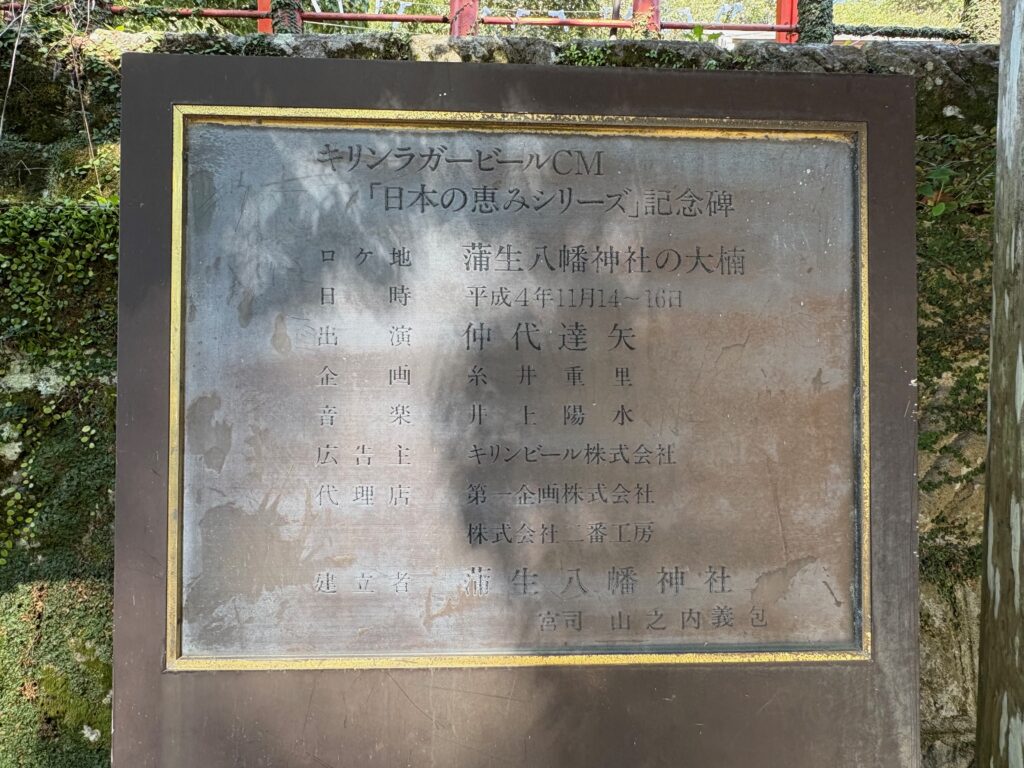 キリンラガービールCM
「日本の恵みシリーズ」記念碑
ロケ地 蒲生八幡神社の大楠
日時 平成4年11月14〜16日
出演 仲代達矢
企画 糸井重里
音楽 井上陽水
広告主 キリンビール株式会社
代理店 第一企画株式会社
株式会社二番工房
建立者 蒲生八幡神社
宮司 山之内義包